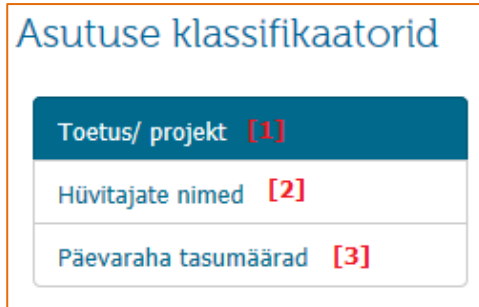 Asutuse klassifikaatorid
Toetus/ projekt [1]
Hüvitajate nimed [2]
Päevaraha tasumäärad [3]